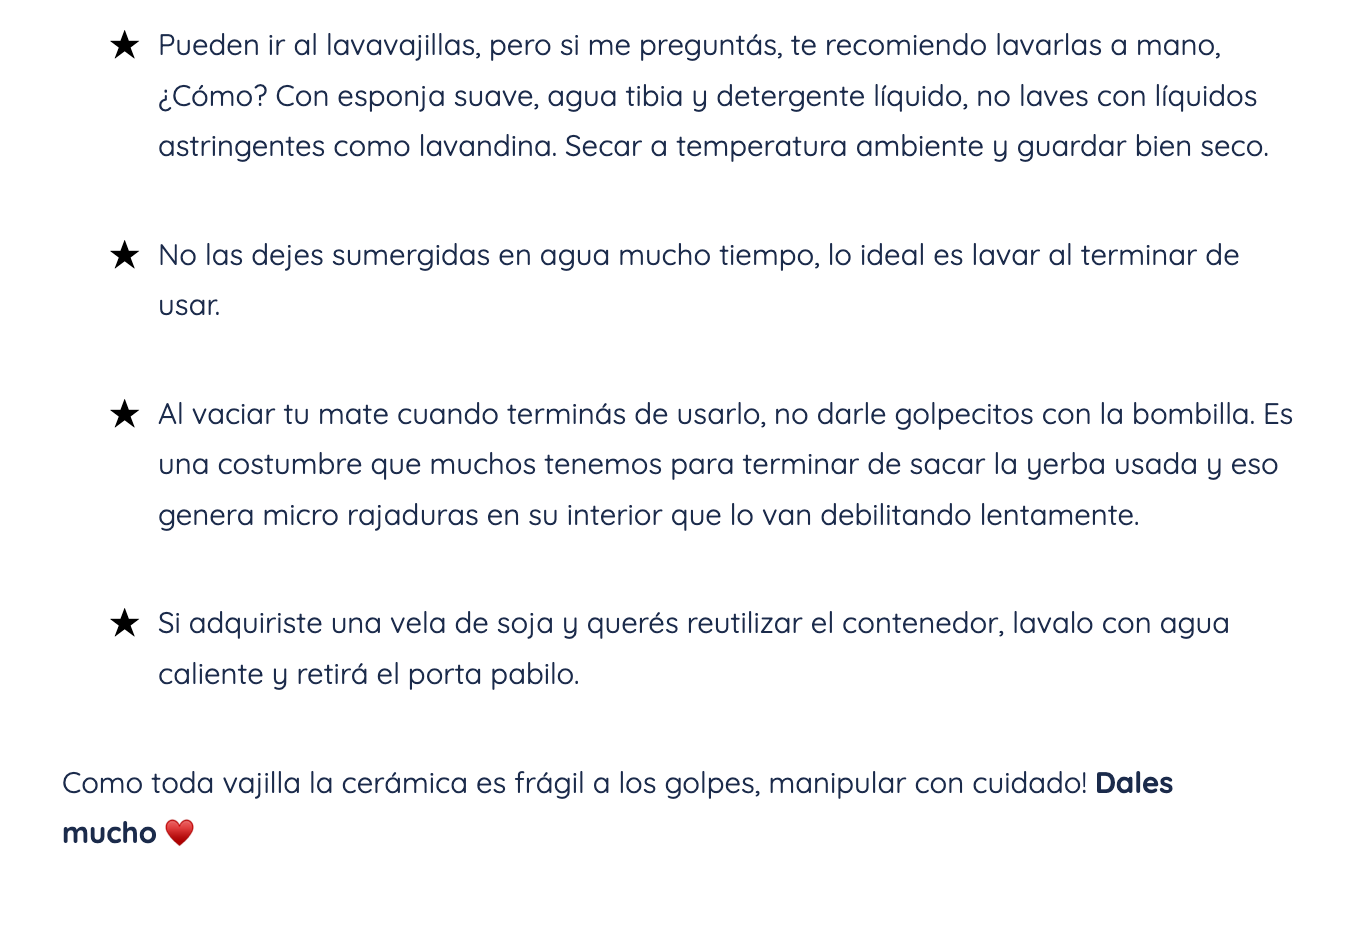 ★ Pueden ir al lavavajillas, pero si me preguntás, te recomiendo lavarlas a mano,
¿Cómo? Con esponja suave, agua tibia y detergente líquido, no laves con líquidos
astringentes como lavandina. Secar a temperatura ambiente y guardar bien seco.
★ No las dejes sumergidas en agua mucho tiempo, lo ideal es lavar al terminar de
usar.
★ Al vaciar tu mate cuando terminás de usarlo, no darle golpecitos con la bombilla. Es
una costumbre que muchos tenemos para terminar de sacar la yerba usada y eso
genera micro rajaduras en su interior que lo van debilitando lentamente.
★ Si adquiriste una vela de soja y querés reutilizar el contenedor, lavalo con agua
caliente y retirá el porta pabilo.
Como toda vajilla la cerámica es frágil a los golpes, manipular con cuidado! Dales
mucho ♥️